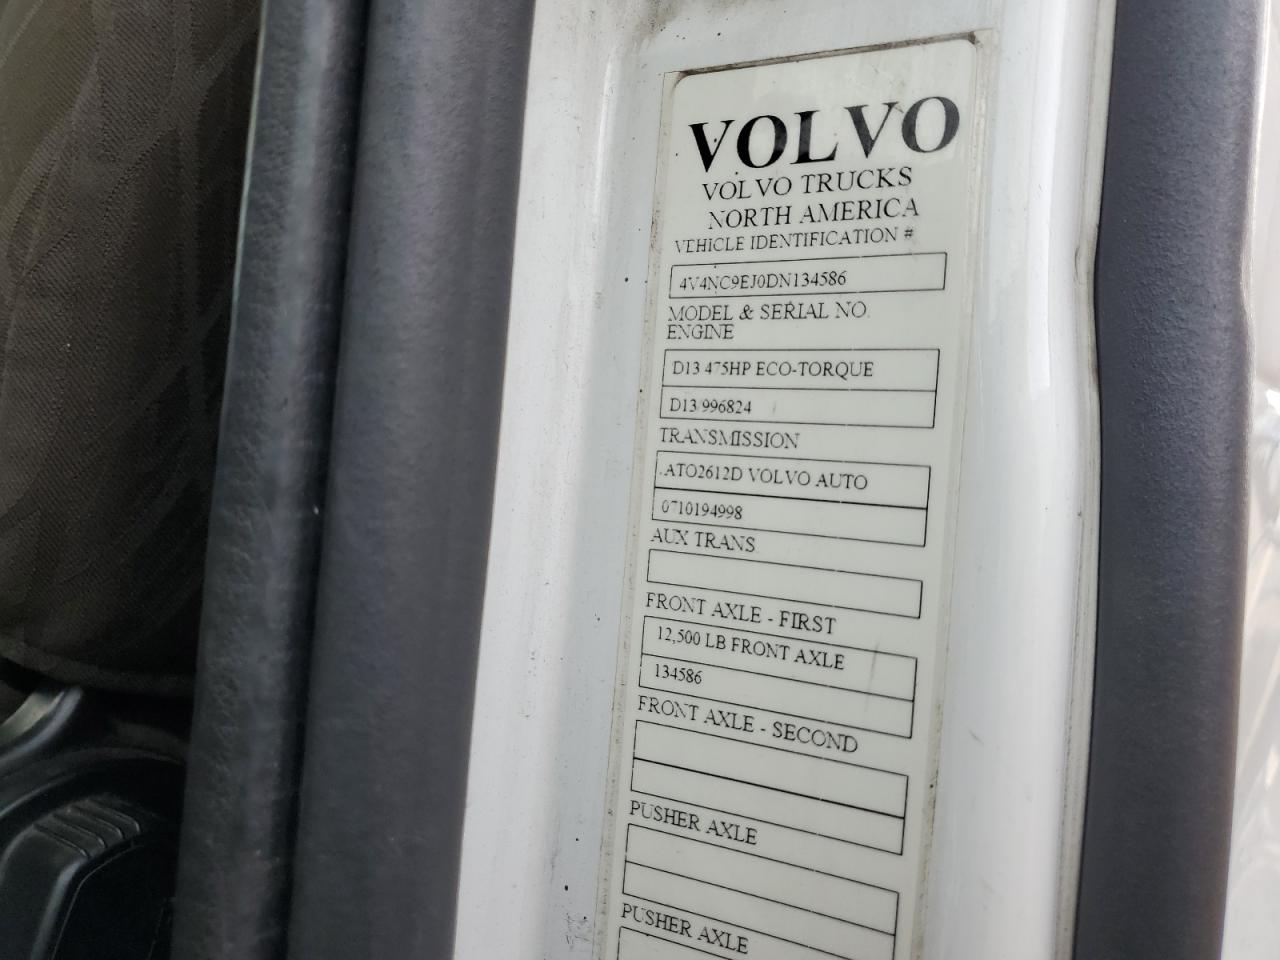 VOLVO
VOLVO TRUCKS
NORTH AMERICA
VEHICLE IDENTIFICATION #
4V4NC9EJ0DN134586
MODEL & SERIAL NO.
ENGINE
D13 475HP ECO-TORQUE
D13 996824
TRANSMISSION
ATO2612D VOLVO AUTO
0710194998
AUX TRANS
FRONT AXLE - FIRST
12,500 LB FRONT AXLE
134586
FRONT AXLE - SECOND
PUSHER AXLE
PUSHER AXLE